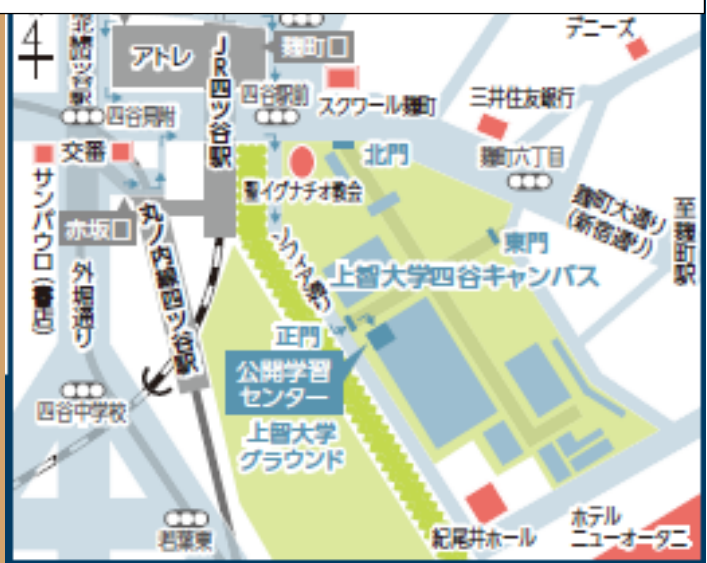 4
デニーズ
アトレ
麹町口
JR四ツ谷駅
四谷見附
四谷駅前
スクワール麹町
三井住友銀行
交番
北門
麹町六丁目
聖イグナチオ教会
サンパウロ(書店)
赤坂口
丸ノ内線四ツ谷駅
外堀通り
ソフィア通り
麹町大通り
(新宿通り)
至麹町駅
東門
上智大学四谷キャンパス
正門
公開学習
センター
四谷中学校
上智大学
グラウンド
若葉東
紀尾井ホール
ホテル
ニューオータニ